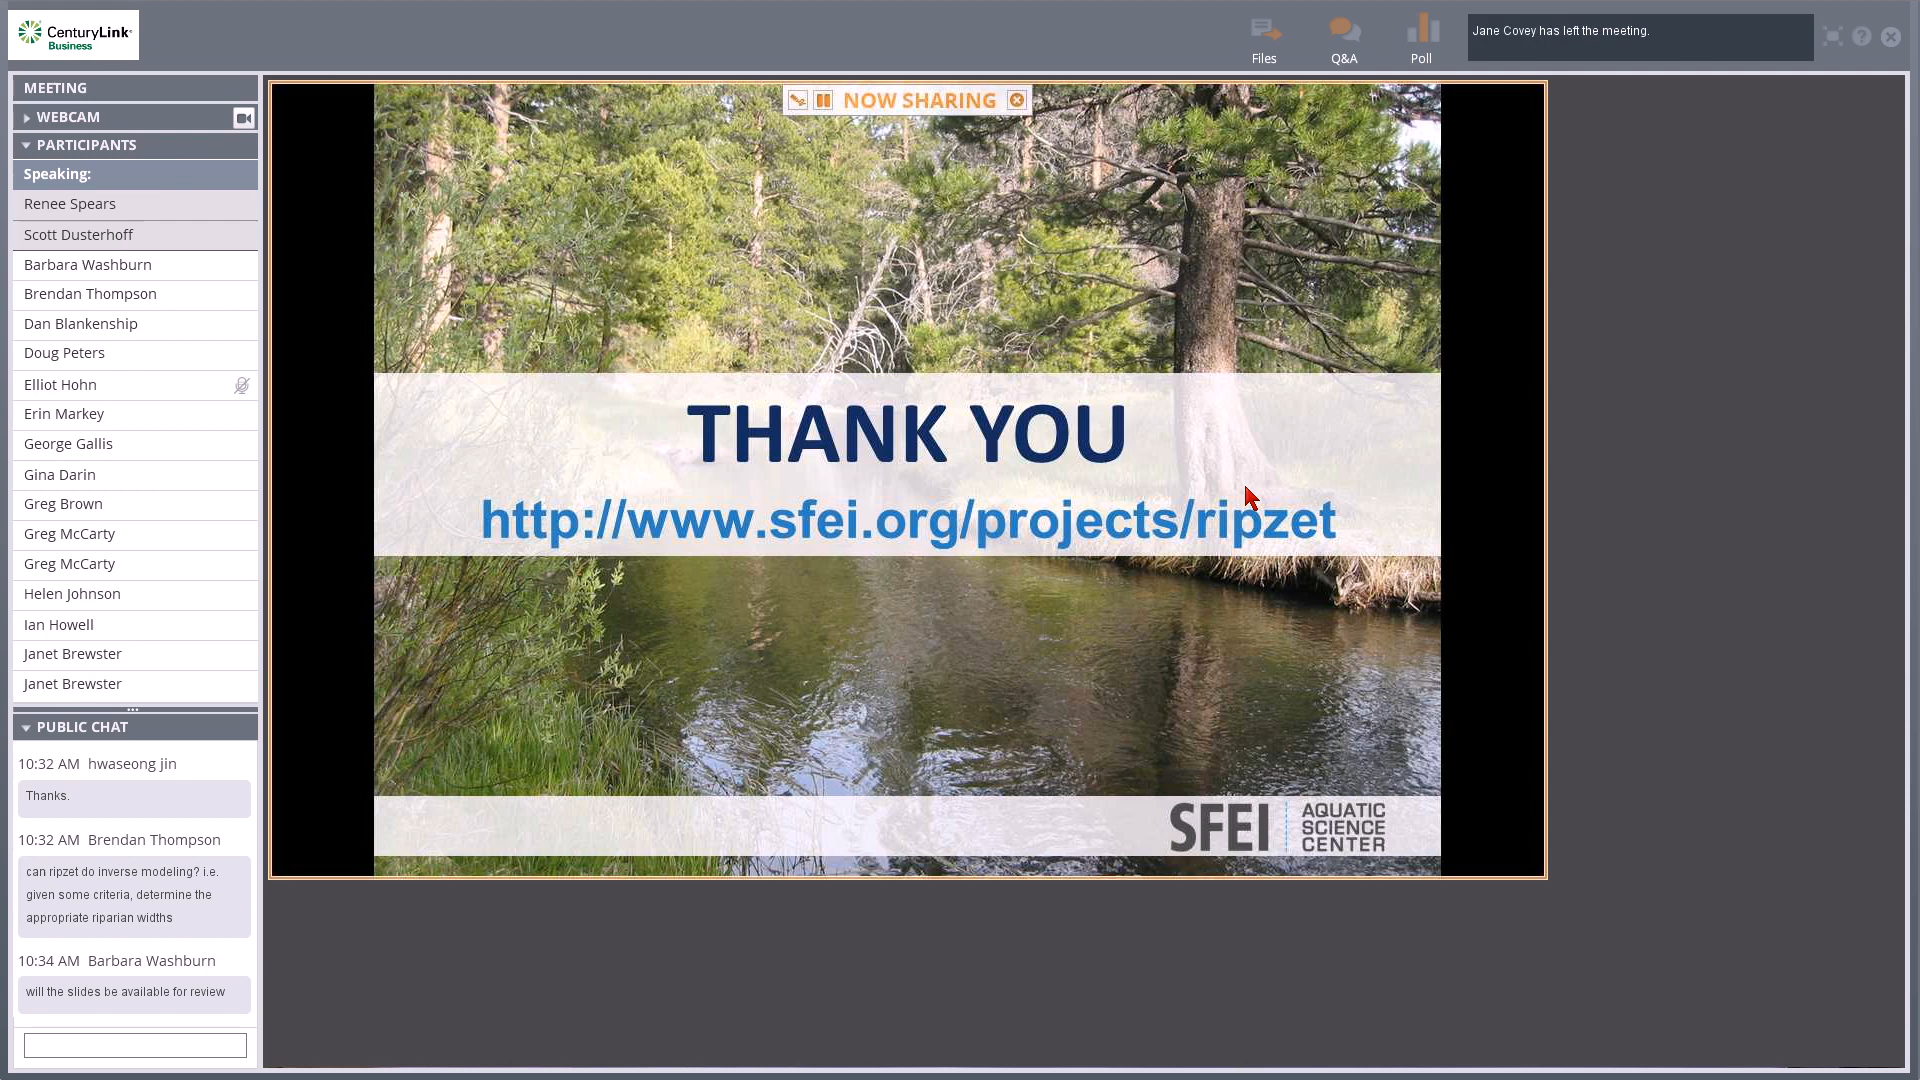 CenturyLink
Business
Files
Q&A
Poll
Jane Covey has left the meeting.
MEETING
WEBCAM
PARTICIPANTS
Speaking:
Renee Spears
Scott Dusterhoff
Barbara Washburn
Brendan Thompson
Dan Blankenship
Doug Peters
Elliot Hohn
Erin Markey
George Gallis
Gina Darin
Greg Brown
Greg McCarty
Greg McCarty
Helen Johnson
Ian Howell
Janet Brewster
Janet Brewster
PUBLIC CHAT
10:32 AM hwaseong jin
Thanks.
10:32 AM Brendan Thompson
can ripzet do inverse modeling? i.e.
given some criteria, determine the
appropriate riparian widths
10:34 AM Barbara Washburn
will the slides be available for review
NOW SHARING
THANK YOU
http://www.sfei.org/projects/ripzet
SFEI
AQUATIC
SCIENCE
CENTER